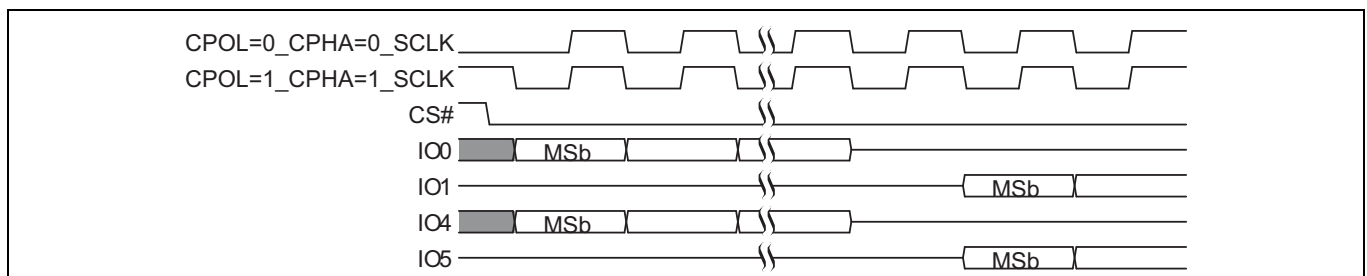 CPOL=0_CPHA=0_SCLK
CPOL=1_CPHA=1_SCLK
CS#
IO0 MSb
IO1 MSb
IO4 MSb
IO5 MSb